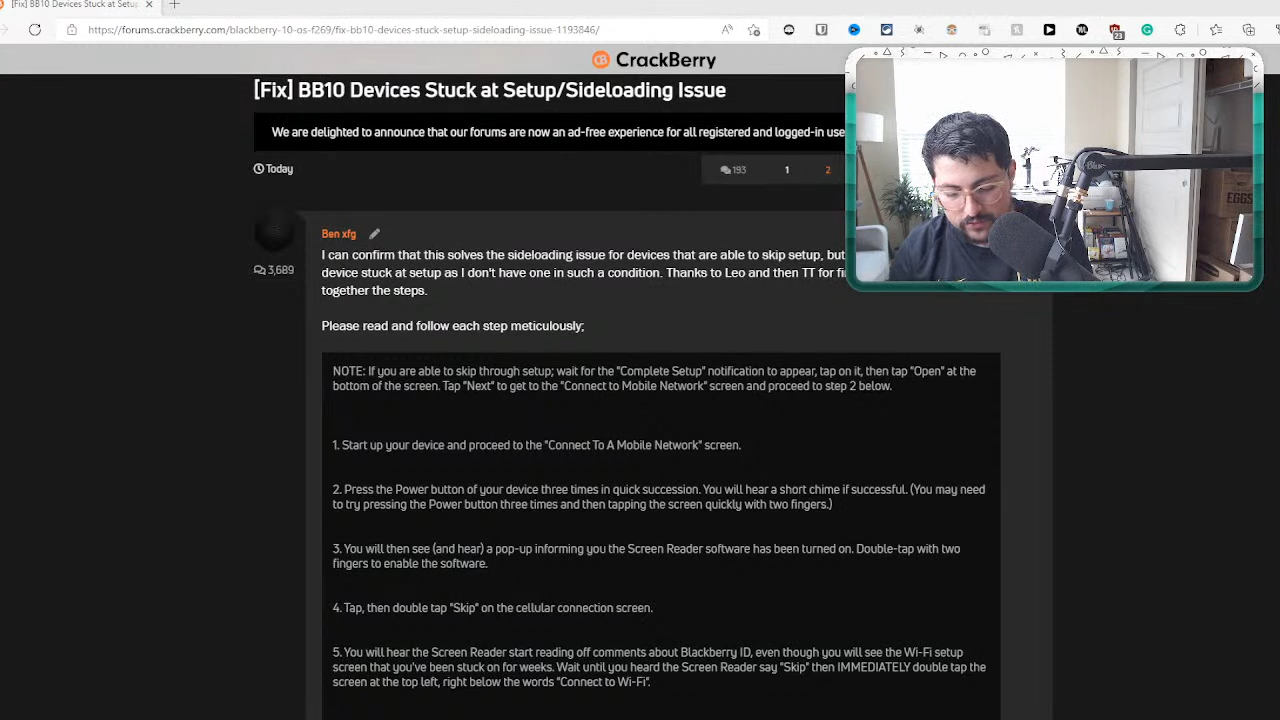 [Fix] BB10 Devices Stuck at Setup
https://forums.crackberry.com/blackberry-10-os-f269/fix-bb10-devices-stuck-setup-sideloading-issue-1193846/
23
CrackBerry
[Fix] BB10 Devices Stuck at Setup/Sideloading Issue
We are delighted to announce that our forums are now an ad-free experience for all registered and logged-in use
Today
193 1 2
Ben xfg
3,689
I can confirm that this solves the sideloading issue for devices that are able to skip setup, but
device stuck at setup as I don't have one in such a condition. Thanks to Leo and then TT for
together the steps.
Please read and follow each step meticulously;
NOTE: If you are able to skip through setup; wait for the "Complete Setup" notification to appear, tap on it, then tap "Open" at the
bottom of the screen. Tap "Next" to get to the "Connect to Mobile Network" screen and proceed to step 2 below.
1. Start up your device and proceed to the "Connect To A Mobile Network" screen.
2. Press the Power button of your device three times in quick succession. You will hear a short chime if successful. (You may need
to try pressing the Power button three times and then tapping the screen quickly with two fingers.)
3. You will then see (and hear) a pop-up informing you the Screen Reader software has been turned on. Double-tap with two
fingers to enable the software.
4. Tap, then double tap "Skip" on the cellular connection screen.
5. You will hear the Screen Reader start reading off comments about Blackberry ID, even though you will see the Wi-Fi setup
screen that you've been stuck on for weeks. Wait until you heard the Screen Reader say "Skip" then IMMEDIATELY double tap the
screen at the top left, right below the words "Connect to Wi-Fi".
Blue
EGGS